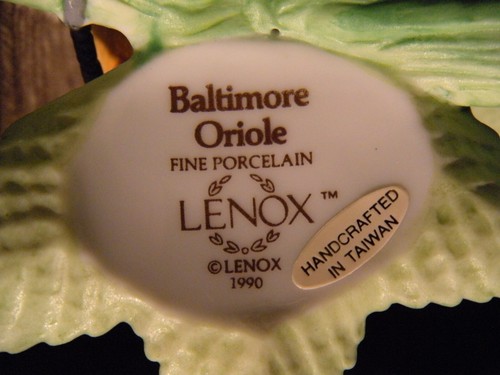 Baltimore
Oriole
FINE PORCELAIN
LENOX™
©LENOX
1990
HANDCRAFTED
IN TAIWAN